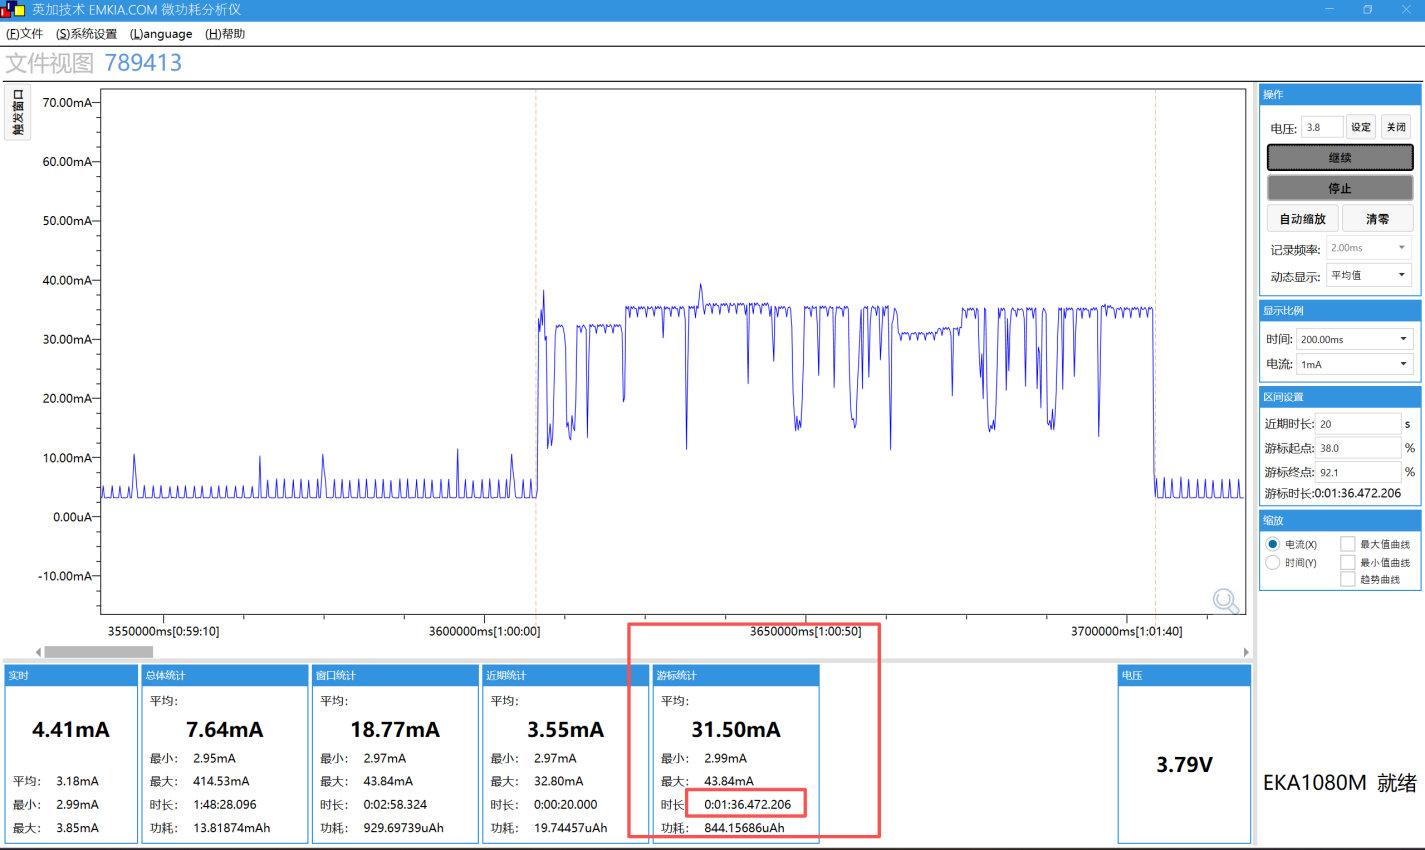 英加技术 EMKIA.COM 微功耗分析仪
(F)文件 (S)系统设置 (L)anguage (H)帮助
文件视图 789413
触发窗口
70.00mA
60.00mA
50.00mA
40.00mA
30.00mA
20.00mA
10.00mA
0.00uA
-10.00mA
3550000ms[0:59:10] 3600000ms[1:00:00] 3650000ms[1:00:50] 3700000ms[1:01:40]
操作
电压: 3.8 设定 关闭
继续
停止
自动缩放 清零
记录频率: 2.00ms
动态显示: 平均值
显示比例
时间: 200.00ms
电流: 1mA
区间设置
近期时长: 20 s
游标起点: 38.0 %
游标终点: 92.1 %
游标时长:0:01:36.472.206
缩放
电流(X) 最大值曲线
时间(Y) 最小值曲线
趋势曲线
实时
4.41mA
平均: 3.18mA
最小: 2.99mA
最大: 3.85mA
总体统计
平均:
7.64mA
最小: 2.95mA
最大: 414.53mA
时长: 1:48:28.096
功耗: 13.81874mAh
窗口统计
平均:
18.77mA
最小: 2.97mA
最大: 43.84mA
时长: 0:02:58.324
功耗: 929.69739uAh
近期统计
平均:
3.55mA
最小: 2.97mA
最大: 32.80mA
时长: 0:00:20.000
功耗: 19.74457uAh
游标统计
平均:
31.50mA
最小: 2.99mA
最大: 43.84mA
时长 0:01:36.472.206
功耗: 844.15686uAh
电压
3.79V
EKA1080M 就绪